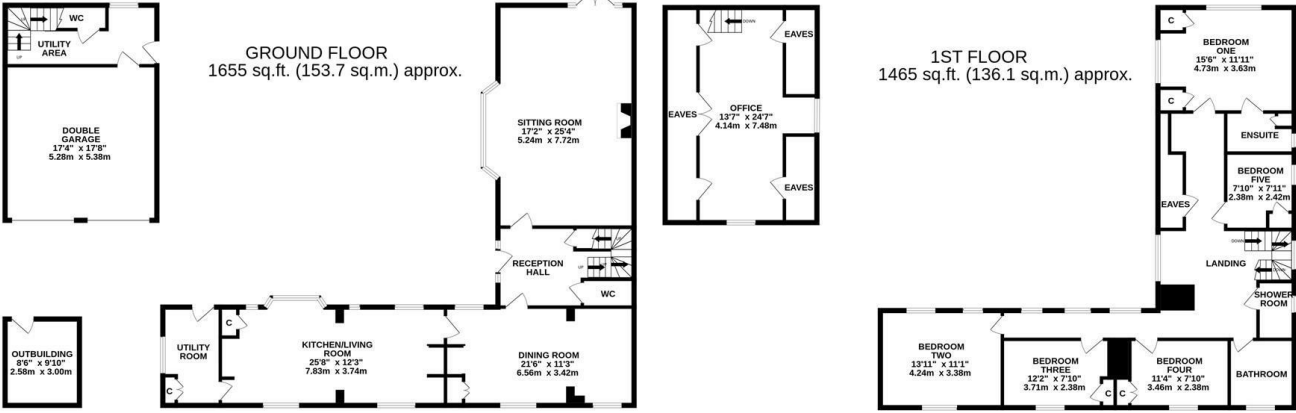 GROUND FLOOR
1655 sq.ft. (153.7 sq.m.) approx.
WC
UTILITY
AREA
UP
DOUBLE
GARAGE
17'4" x 17'8"
5.28m x 5.38m
OUTBUILDING
8'6" x 9'10"
2.58m x 3.00m
SITTING ROOM
17'2" x 25'4"
5.24m x 7.72m
RECEPTION
HALL
UP
UP
WC
UTILITY
ROOM
C
C
KITCHEN/LIVING
ROOM
25'8" x 12'3"
7.83m x 3.74m
DINING ROOM
21'6" x 11'3"
6.56m x 3.42m
1ST FLOOR
1465 sq.ft. (136.1 sq.m.) approx.
DOWN
EAVES
EAVES
OFFICE
13'7" x 24'7"
4.14m x 7.48m
EAVES
C
BEDROOM
ONE
15'6" x 11'11"
4.73m x 3.63m
C
ENSUITE
BEDROOM
FIVE
7'10" x 7'11"
2.38m x 2.42m
EAVES
DOWN
LANDING
DOWN
SHOWER
ROOM
BEDROOM
TWO
13'11" x 11'1"
4.24m x 3.38m
BEDROOM
THREE
12'2" x 7'10"
3.71m x 2.38m
C
C
BEDROOM
FOUR
11'4" x 7'10"
3.46m x 2.38m
BATHROOM